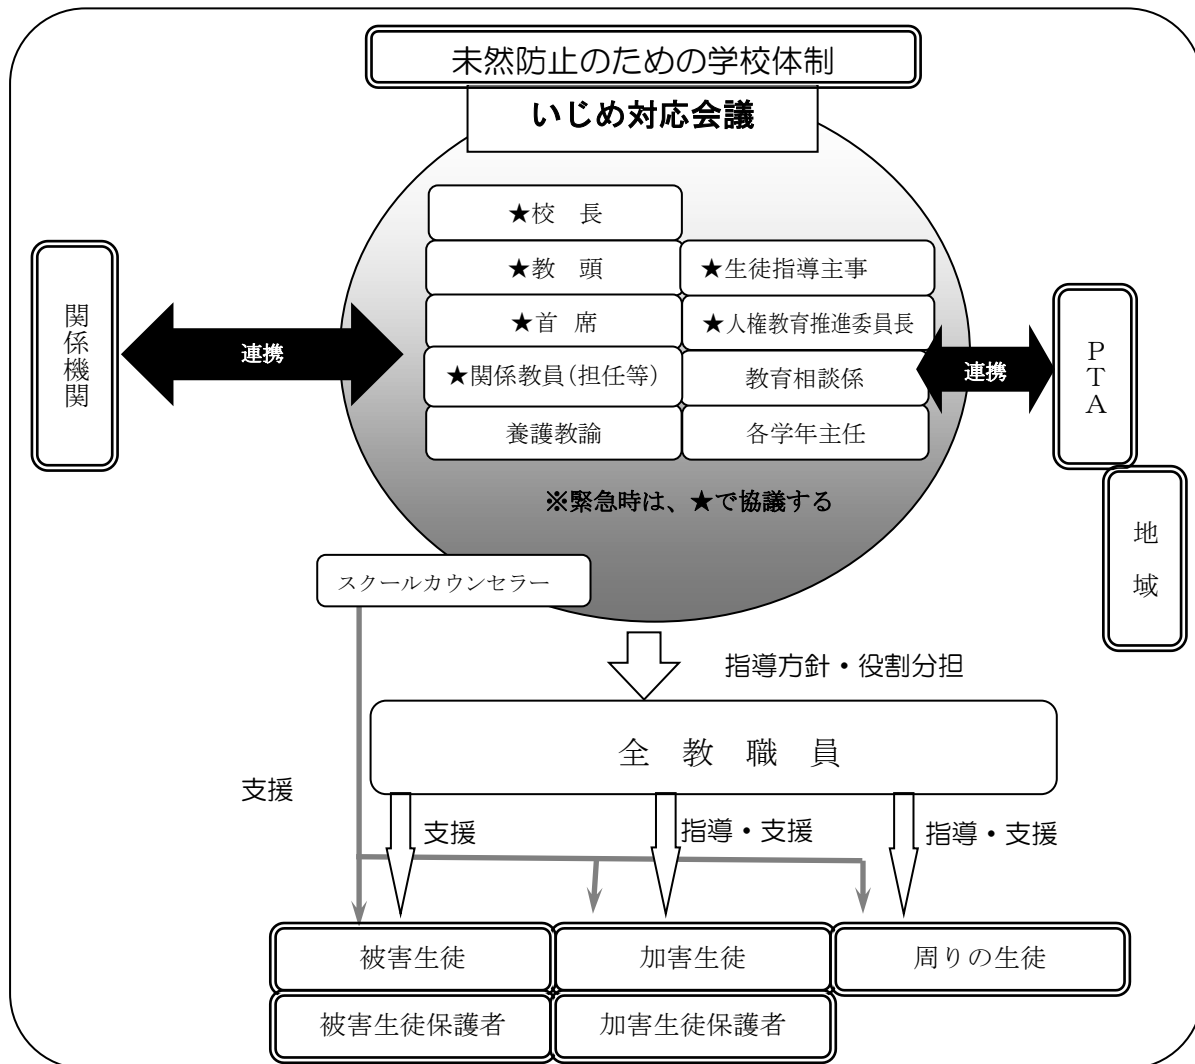 未然防止のための学校体制
いじめ対応会議
★校　長
★教　頭
★生徒指導主事
★首　席
★人権教育推進委員長
★関係教員(担任等)
教育相談係
養護教諭
各学年主任
※緊急時は、★で協議する
関係機関
連携
連携
PTA
地域
スクールカウンセラー
指導方針・役割分担
全　教　職　員
支援
支援
指導・支援
指導・支援
被害生徒
加害生徒
周りの生徒
被害生徒保護者
加害生徒保護者